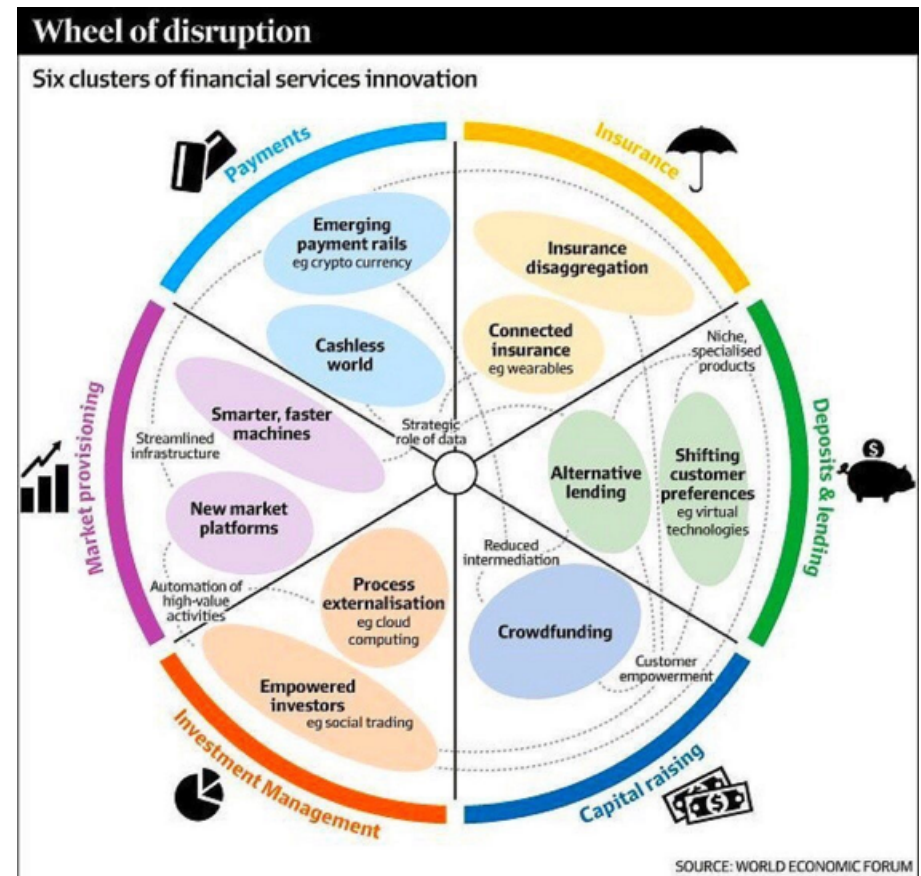 Wheel of disruption
Six clusters of financial services innovation
Payments
Insurance
Emerging
payment rails
eg crypto currency
Insurance
disaggregation
Cashless
world
Connected
insurance
eg wearables
Niche,
specialised
products
Market provisioning
Smarter, faster
machines
Strategic
role of data
Deposits & lending
Streamlined
infrastructure
Alternative
lending
Shifting
customer
preferences
eg virtual
technologies
$
New market
platforms
Reduced
intermediation
Automation of
high-value
activities
Process
externalisation
eg cloud
computing
Crowdfunding
Customer
empowerment
Empowered
investors
eg social trading
Investment Management
Capital raising
$
$
SOURCE: WORLD ECONOMIC FORUM